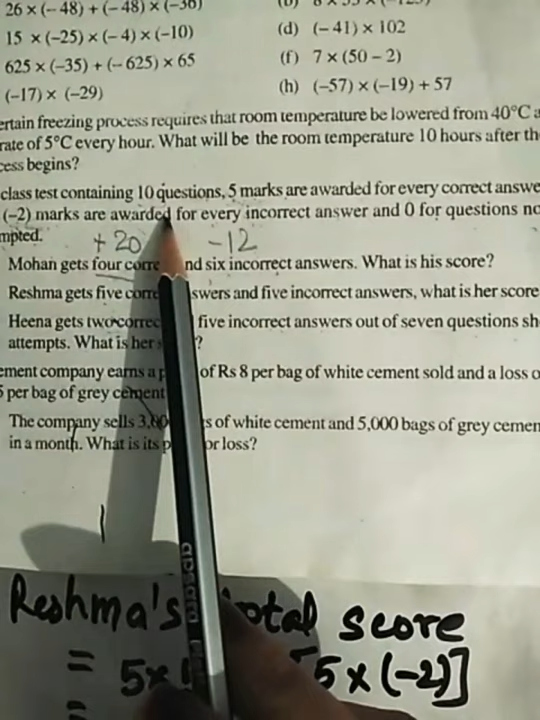 26 × (– 48) + (– 48) × (–36)
15 × (–25) × (– 4) × (–10)
(d) (– 41) × 102
625 × (–35) + (– 625) × 65
(f) 7 × (50 – 2)
(–17) × (–29)
(h) (–57) × (–19) + 57
ertain freezing process requires that room temperature be lowered from 40°C a
rate of 5°C every hour. What will be the room temperature 10 hours after th
cess begins?
class test containing 10 questions, 5 marks are awarded for every correct answe
(–2) marks are awarded for every incorrect answer and 0 for questions no
mpted.
+ 20 -12
Mohan gets four corre nd six incorrect answers. What is his score?
Reshma gets five corre swers and five incorrect answers, what is her score
Heena gets two correc five incorrect answers out of seven questions sh
attempts. What is her s ?
ement company earns a p of Rs 8 per bag of white cement sold and a loss o
5 per bag of grey cement
The company sells 3,00 s of white cement and 5,000 bags of grey cemen
in a month. What is its p or loss?
apsara
Reshma's total score
= 5× [5 × (-2)]
=